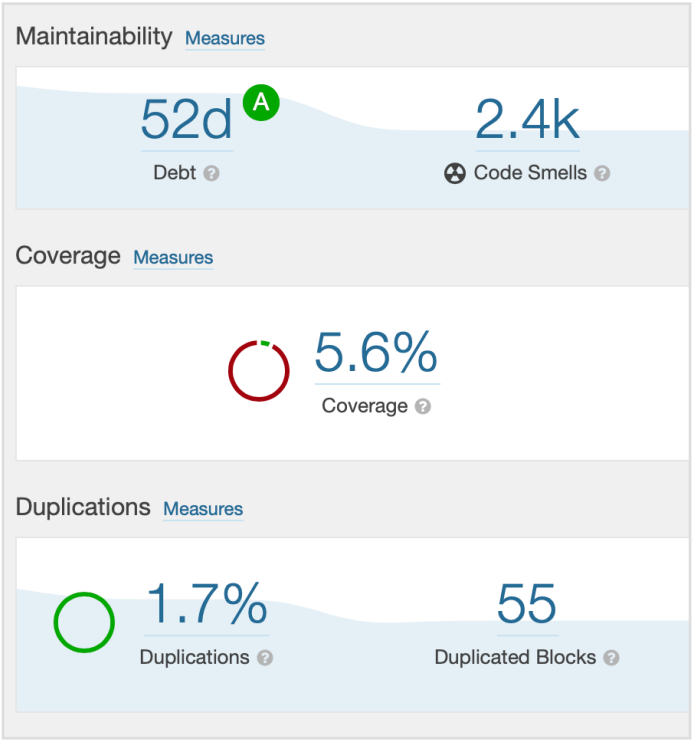 Maintainability Measures
52d A 2.4k
Debt ? Code Smells ?
Coverage Measures
5.6%
Coverage ?
Duplications Measures
1.7% 55
Duplications ? Duplicated Blocks ?